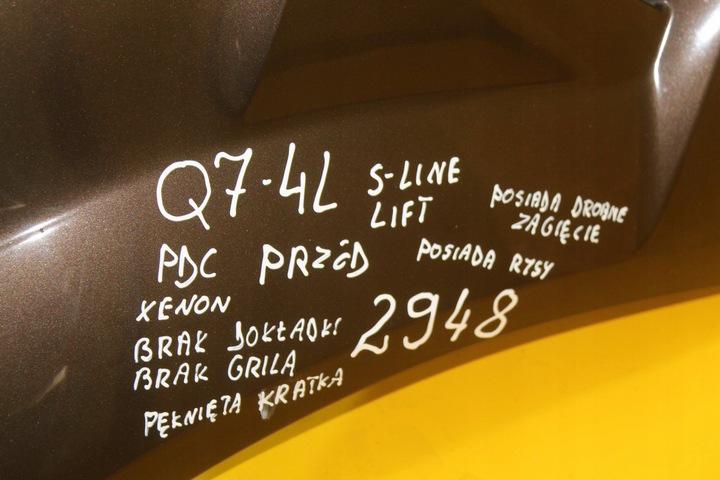 Q7-4L S-LINE
LIFT
POSIADA DROBNE
ZAGIĘCIE
PDC PRZÓD POSIADA RYSY
XENON
BRAK DOKŁADKI
BRAK GRILA
2948
PĘKNIĘTA KRATKA